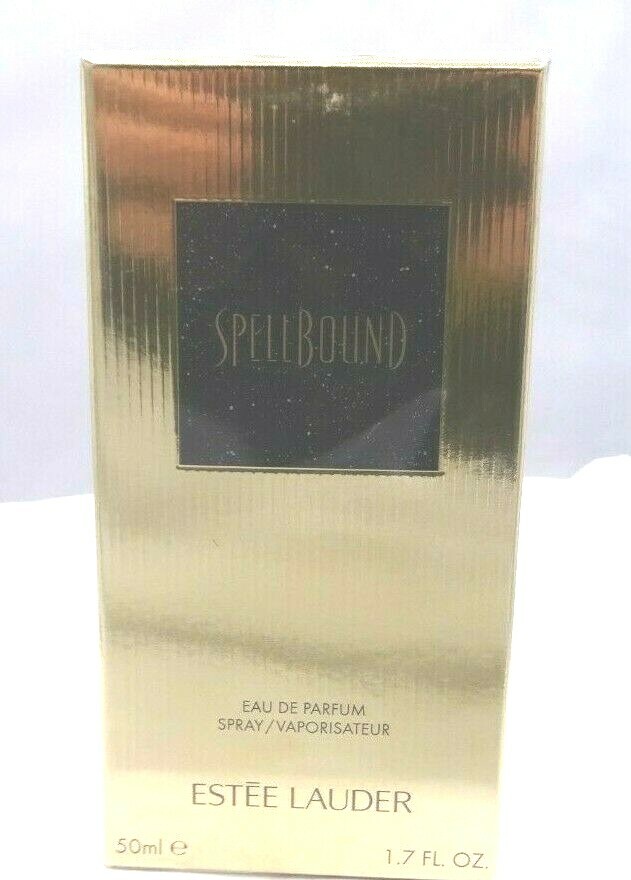 SPELLBOUND
EAU DE PARFUM
SPRAY/VAPORISATEUR
ESTĒE LAUDER
50ml ℮
1.7 FL. OZ.